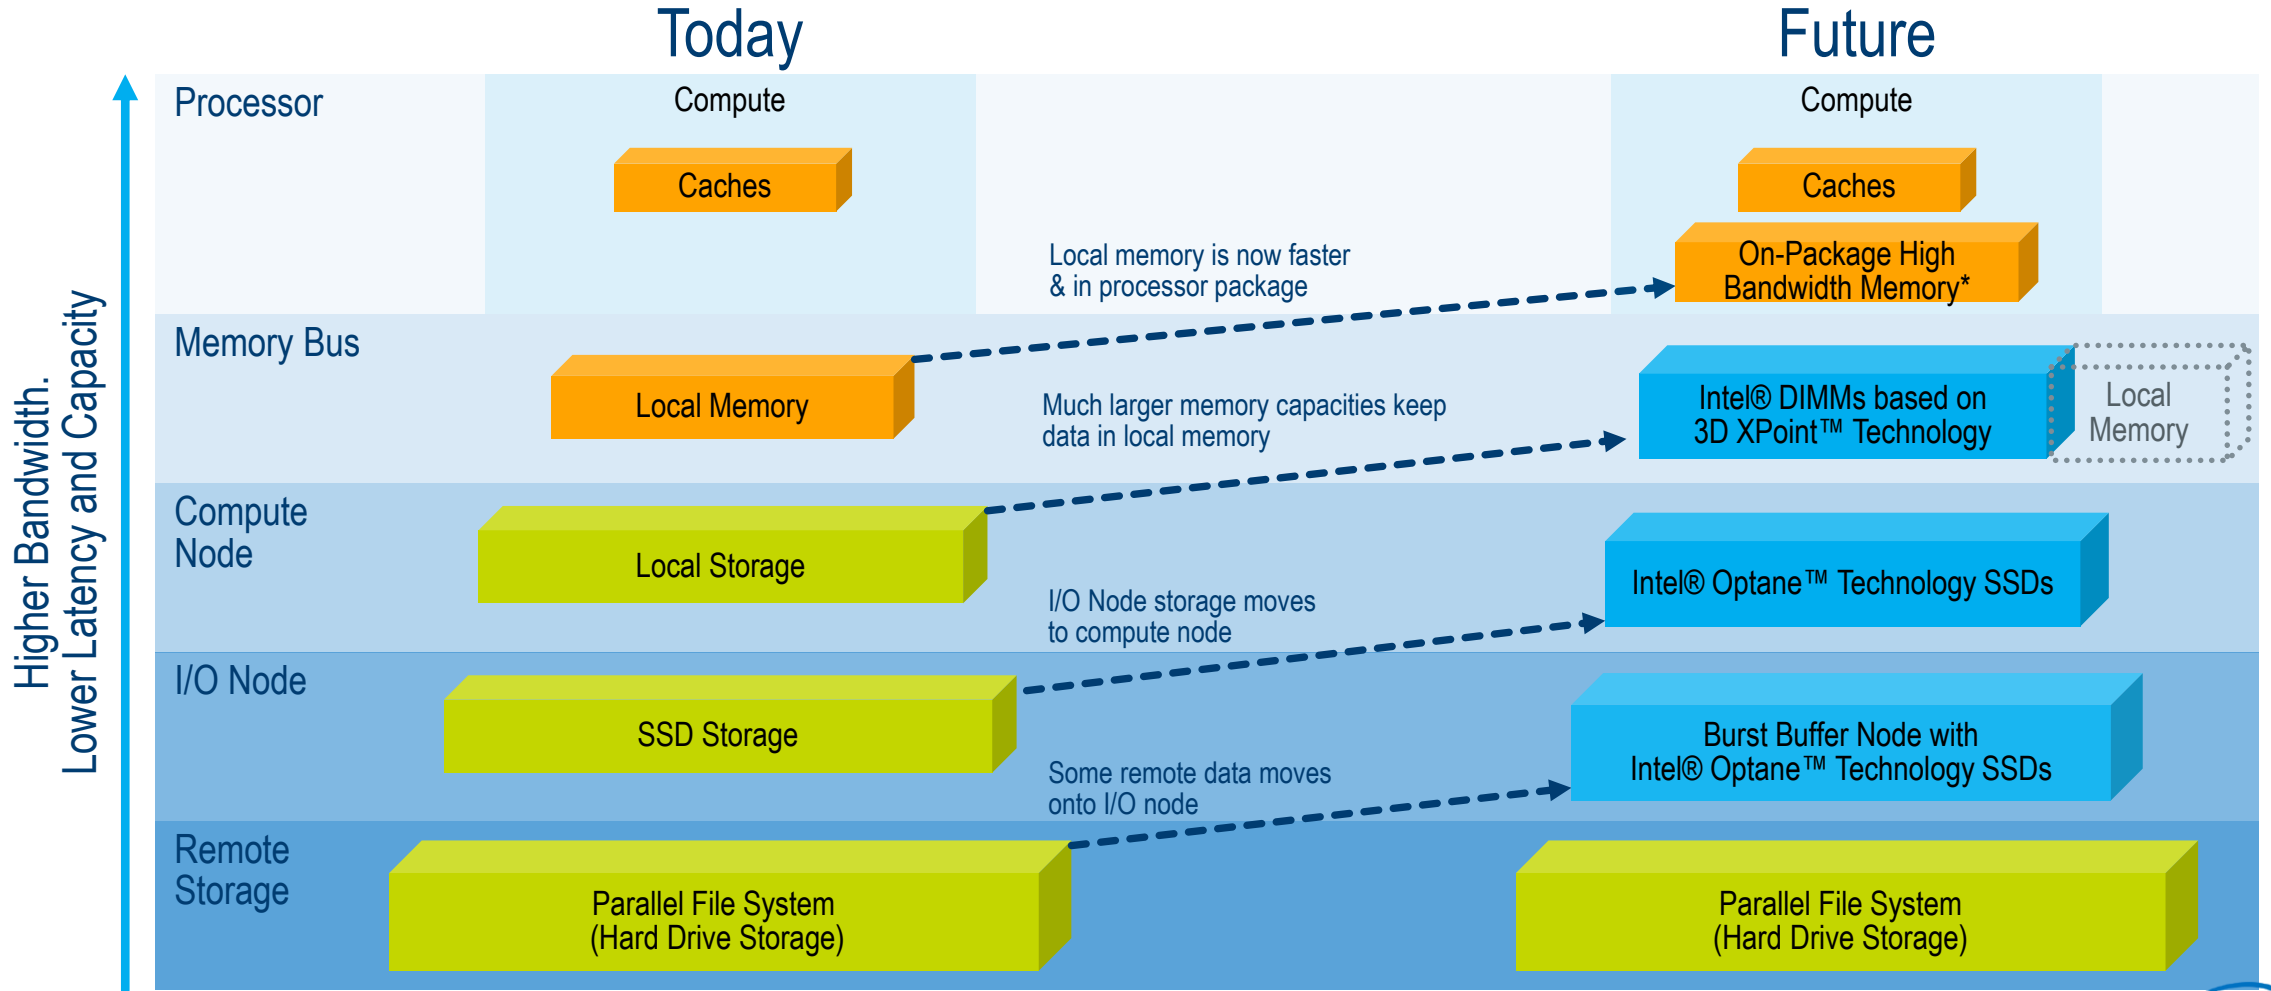 Today
Future
Higher Bandwidth.
Lower Latency and Capacity
Processor
Compute
Caches
Compute
Caches
On-Package High
Bandwidth Memory*
Local memory is now faster
& in processor package
Memory Bus
Local Memory
Much larger memory capacities keep
data in local memory
Intel® DIMMs based on
3D XPoint™ Technology
Local
Memory
Compute
Node
Local Storage
I/O Node storage moves
to compute node
Intel® Optane™ Technology SSDs
I/O Node
SSD Storage
Some remote data moves
onto I/O node
Burst Buffer Node with
Intel® Optane™ Technology SSDs
Remote
Storage
Parallel File System
(Hard Drive Storage)
Parallel File System
(Hard Drive Storage)